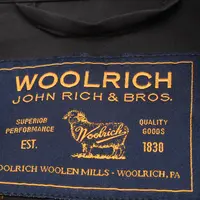 WOOLRICH
JOHN RICH & BROS.
SUPERIOR PERFORMANCE
QUALITY GOODS
Woolrich
EST.
1830
OOLRICH WOOLEN MILLS · WOOLRICH, PA